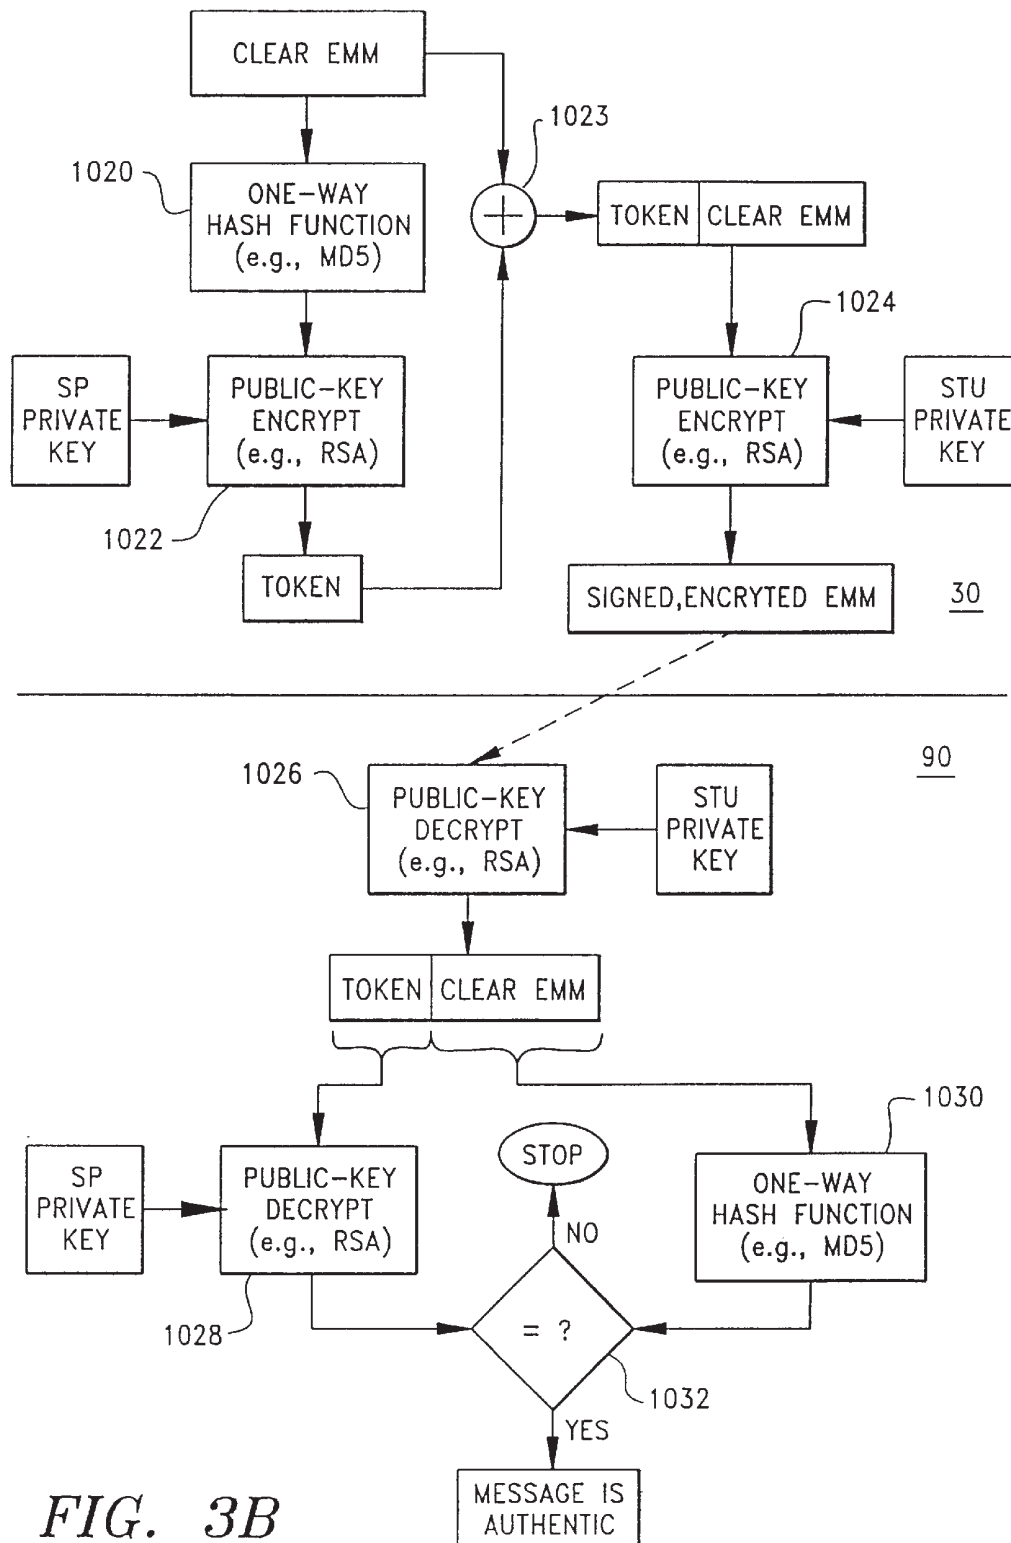 CLEAR EMM
1023
1020
ONE-WAY
HASH FUNCTION
(e.g., MD5)
TOKEN CLEAR EMM
1024
SP
PRIVATE
KEY
PUBLIC-KEY
ENCRYPT
(e.g., RSA)
PUBLIC-KEY
ENCRYPT
(e.g., RSA)
STU
PRIVATE
KEY
1022
TOKEN
SIGNED,ENCRYTED EMM
30
90
1026
PUBLIC-KEY
DECRYPT
(e.g., RSA)
STU
PRIVATE
KEY
TOKEN CLEAR EMM
1030
SP
PRIVATE
KEY
PUBLIC-KEY
DECRYPT
(e.g., RSA)
STOP
ONE-WAY
HASH FUNCTION
(e.g., MD5)
NO
1028
= ?
1032
YES
MESSAGE IS
AUTHENTIC
FIG. 3B